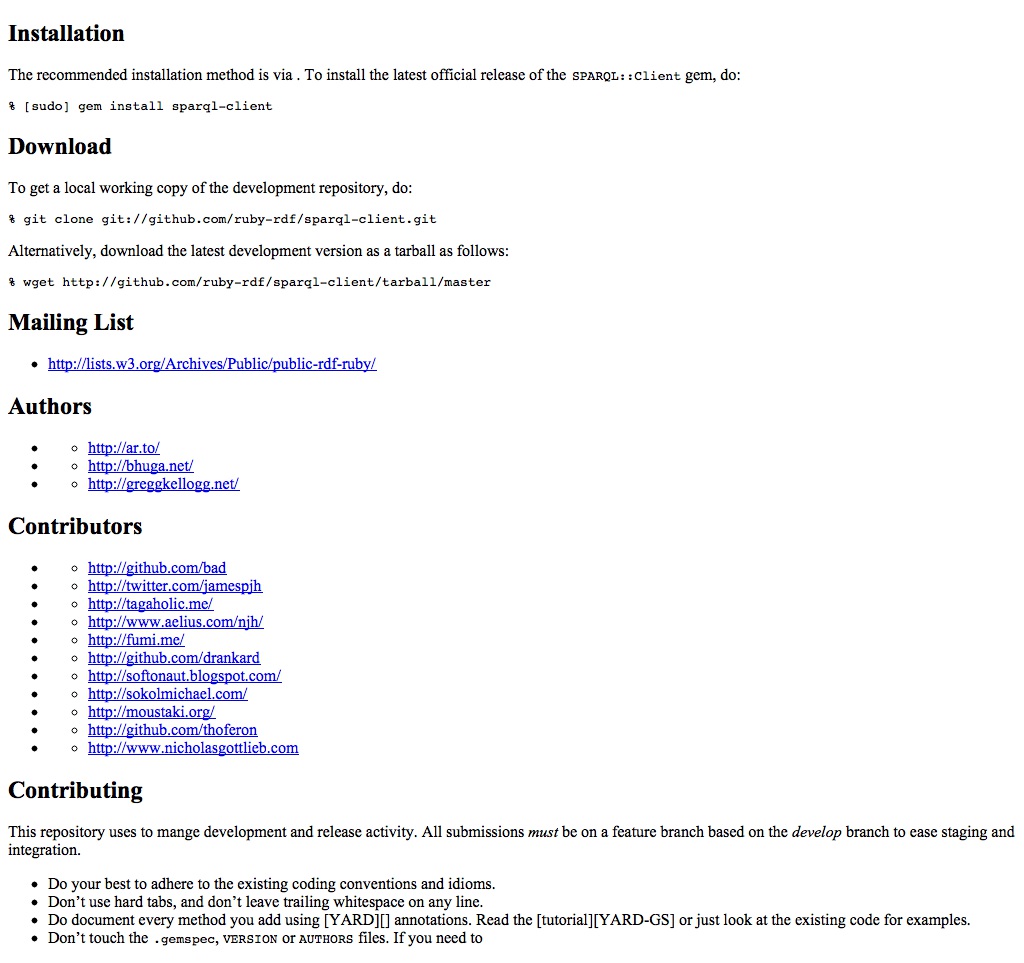 Installation
The recommended installation method is via . To install the latest official release of the SPARQL::Client gem, do:
% [sudo] gem install sparql-client
Download
To get a local working copy of the development repository, do:
% git clone git://github.com/ruby-rdf/sparql-client.git
Alternatively, download the latest development version as a tarball as follows:
% wget http://github.com/ruby-rdf/sparql-client/tarball/master
Mailing List
http://lists.w3.org/Archives/Public/public-rdf-ruby/
Authors
http://ar.to/
http://bhuga.net/
http://greggkellogg.net/
Contributors
http://github.com/bad
http://twitter.com/jamespjh
http://tagaholic.me/
http://www.aelius.com/njh/
http://fumi.me/
http://github.com/drankard
http://softonaut.blogspot.com/
http://sokolmichael.com/
http://moustaki.org/
http://github.com/thoferon
http://www.nicholasgottlieb.com
Contributing
This repository uses to mange development and release activity. All submissions must be on a feature branch based on the develop branch to ease staging and
integration.
Do your best to adhere to the existing coding conventions and idioms.
Don’t use hard tabs, and don’t leave trailing whitespace on any line.
Do document every method you add using [YARD][] annotations. Read the [tutorial][YARD-GS] or just look at the existing code for examples.
Don’t touch the .gemspec, VERSION or AUTHORS files. If you need to